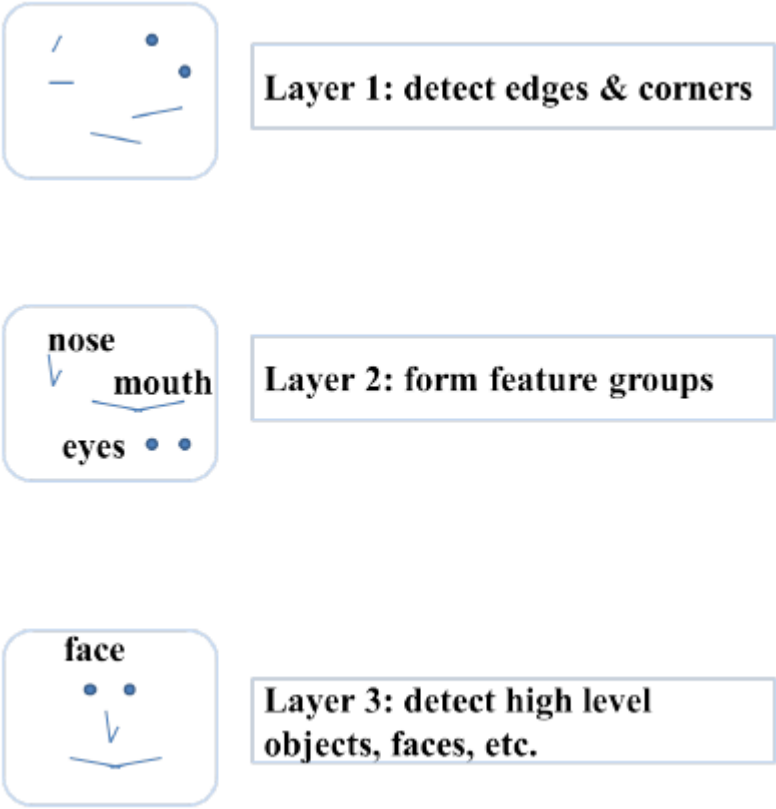 Layer 1: detect edges & corners
nose
mouth
eyes
Layer 2: form feature groups
face
Layer 3: detect high level
objects, faces, etc.